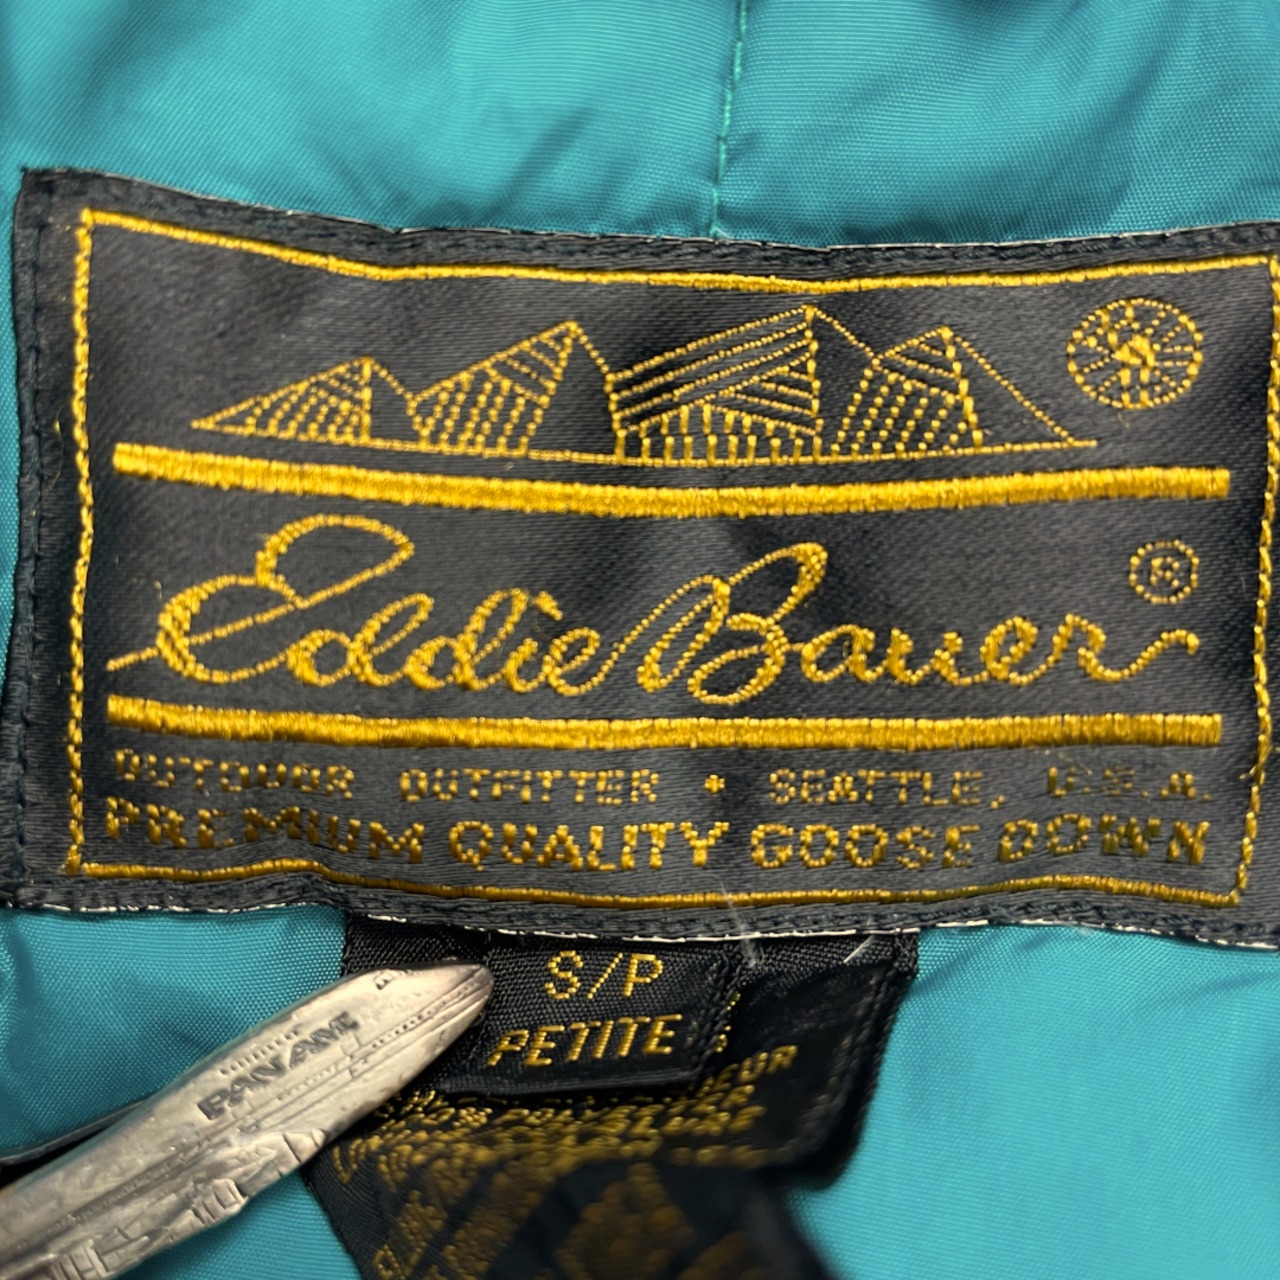 Eddie Bauer ®
OUTDOOR OUTFITTER • SEATTLE, U.S.A.
PREMIUM QUALITY GOOSE DOWN
S/P
PETITE
PAN AM